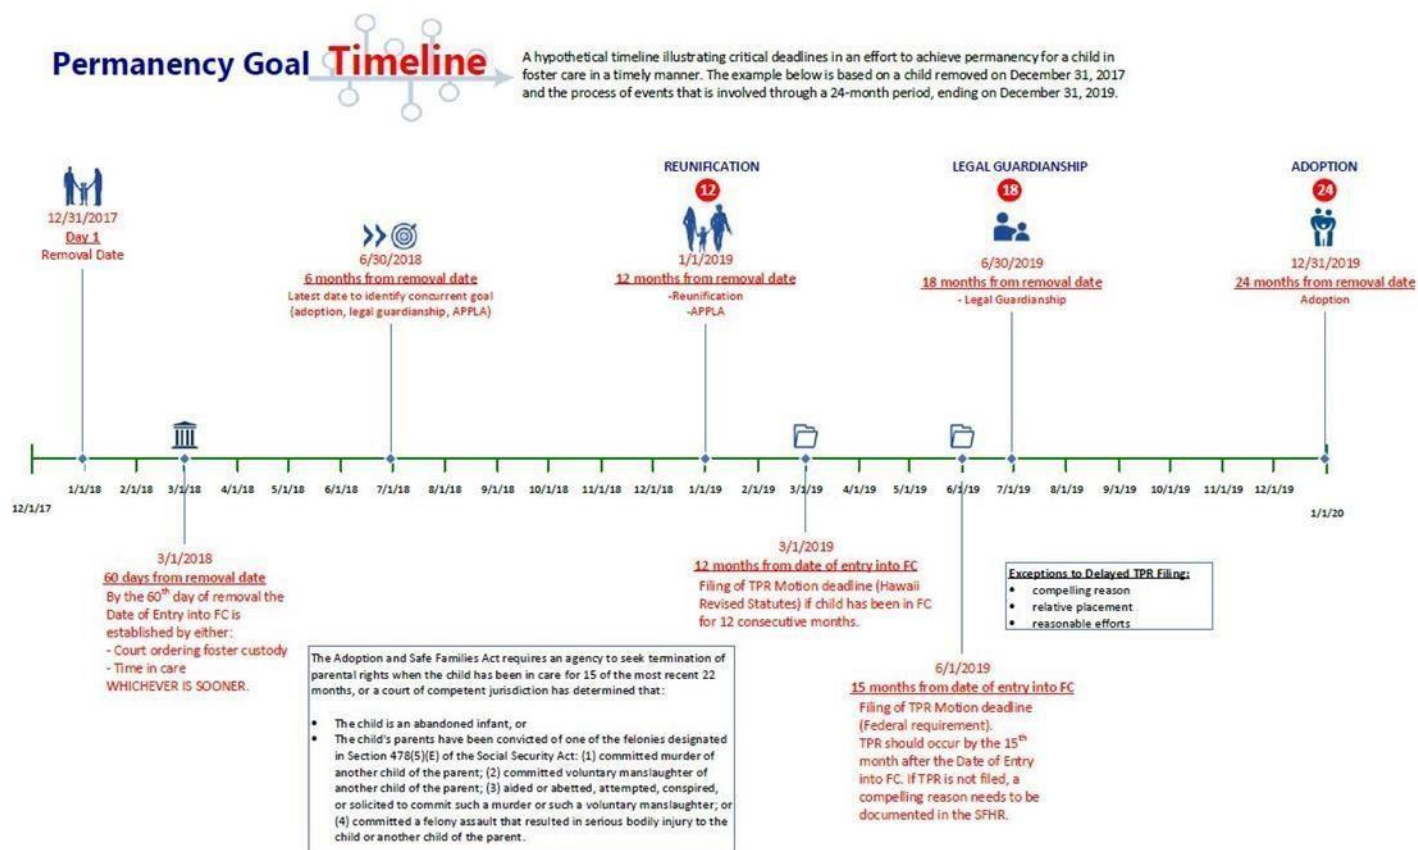 Permanency Goal Timeline
A hypothetical timeline illustrating critical deadlines in an effort to achieve permanency for a child in
foster care in a timely manner. The example below is based on a child removed on December 31, 2017
and the process of events that is involved through a 24-month period, ending on December 31, 2019.
12/31/2017
Day 1
Removal Date
6/30/2018
6 months from removal date
Latest date to identify concurrent goal
(adoption, legal guardianship, APPLA)
REUNIFICATION
12
1/1/2019
12 months from removal date
-Reunification
-APPLA
LEGAL GUARDIANSHIP
18
6/30/2019
18 months from removal date
- Legal Guardianship
ADOPTION
24
12/31/2019
24 months from removal date
Adoption
12/1/17
1/1/18
2/1/18
3/1/18
4/1/18
5/1/18
6/1/18
7/1/18
8/1/18
9/1/18
10/1/18
11/1/18
12/1/18
1/1/19
2/1/19
3/1/19
4/1/19
5/1/19
6/1/19
7/1/19
8/1/19
9/1/19
10/1/19
11/1/19
12/1/19
1/1/20
3/1/2018
60 days from removal date
By the 60th day of removal the
Date of Entry into FC is
established by either:
- Court ordering foster custody
- Time in care
WHICHEVER IS SOONER.
The Adoption and Safe Families Act requires an agency to seek termination of
parental rights when the child has been in care for 15 of the most recent 22
months, or a court of competent jurisdiction has determined that:
• The child is an abandoned infant, or
• The child's parents have been convicted of one of the felonies designated
in Section 478(5)(E) of the Social Security Act: (1) committed murder of
another child of the parent; (2) committed voluntary manslaughter of
another child of the parent; (3) aided or abetted, attempted, conspired,
or solicited to commit such a murder or such a voluntary manslaughter; or
(4) committed a felony assault that resulted in serious bodily injury to the
child or another child of the parent.
3/1/2019
12 months from date of entry into FC
Filing of TPR Motion deadline (Hawaii
Revised Statutes) if child has been in FC
for 12 consecutive months.
6/1/2019
15 months from date of entry into FC
Filing of TPR Motion deadline
(Federal requirement).
TPR should occur by the 15th
month after the Date of Entry
into FC. If TPR is not filed, a
compelling reason needs to be
documented in the SFHR.
Exceptions to Delayed TPR Filing:
• compelling reason
• relative placement
• reasonable efforts